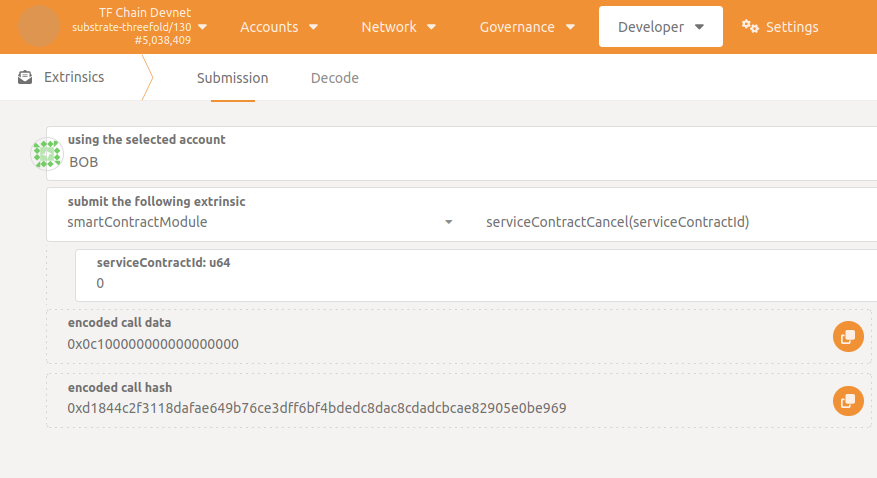 TF Chain Devnet
substrate-threefold/130
#5,038,409
Accounts
Network
Governance
Developer
Settings
Extrinsics
Submission
Decode
using the selected account
BOB
submit the following extrinsic
smartContractModule
serviceContractCancel(serviceContractId)
serviceContractId: u64
0
encoded call data
0x0c100000000000000000
encoded call hash
0xd1844c2f3118dafae649b76ce3dff6bf4bdedc8dac8cdadcbcae82905e0be969